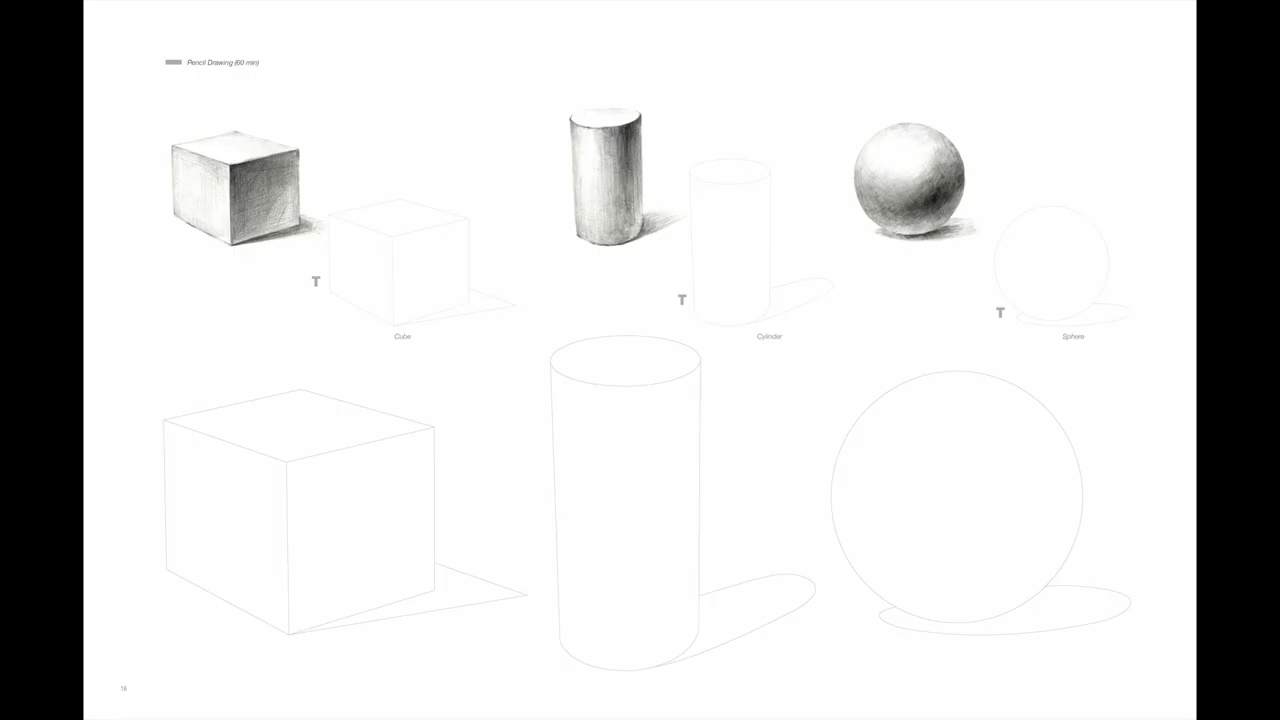 Pencil Drawing (60 min)
T
T
T
Cube
Cylinder
Sphere
16